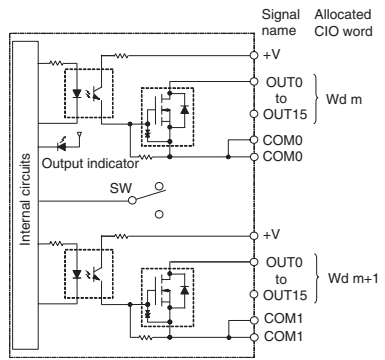 Signal name
Allocated CIO word
+V
OUT0
to
OUT15
Wd m
COM0
COM0
Internal circuits
Output indicator
SW
+V
OUT0
to
OUT15
Wd m+1
COM1
COM1